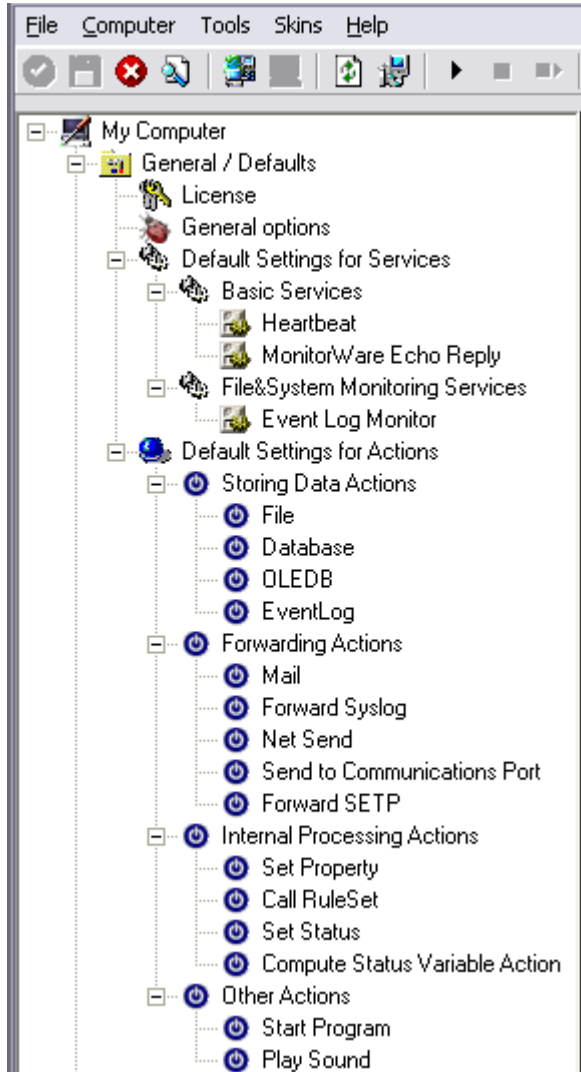 File Computer Tools Skins Help
My Computer
General / Defaults
License
General options
Default Settings for Services
Basic Services
Heartbeat
MonitorWare Echo Reply
File&System Monitoring Services
Event Log Monitor
Default Settings for Actions
Storing Data Actions
File
Database
OLEDB
EventLog
Forwarding Actions
Mail
Forward Syslog
Net Send
Send to Communications Port
Forward SETP
Internal Processing Actions
Set Property
Call RuleSet
Set Status
Compute Status Variable Action
Other Actions
Start Program
Play Sound